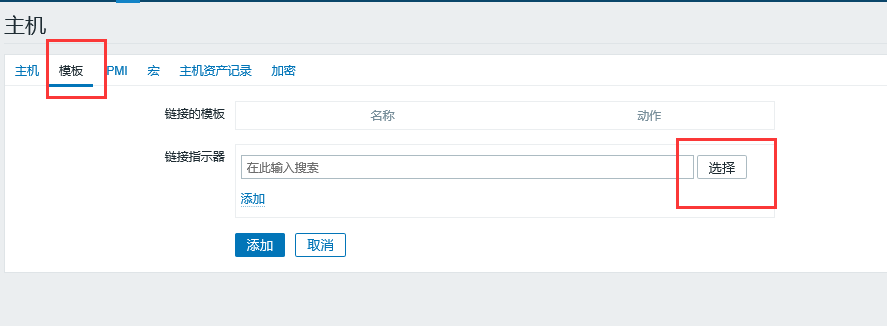 主机
主机 模板 PMI 宏 主机资产记录 加密
链接的模板 名称 动作
链接指示器 在此输入搜索 选择
添加
添加 取消